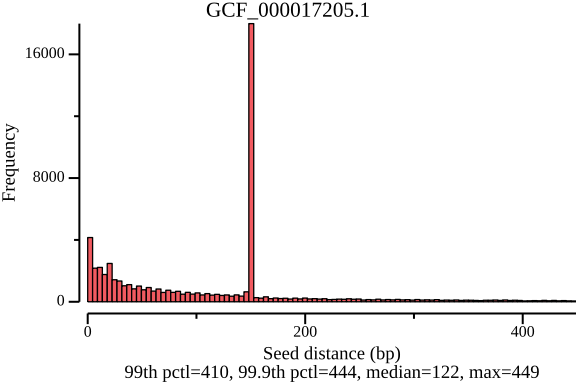 GCF_000017205.1
16000
8000
0
Frequency
0 200 400
Seed distance (bp)
99th pctl=410, 99.9th pctl=444, median=122, max=449